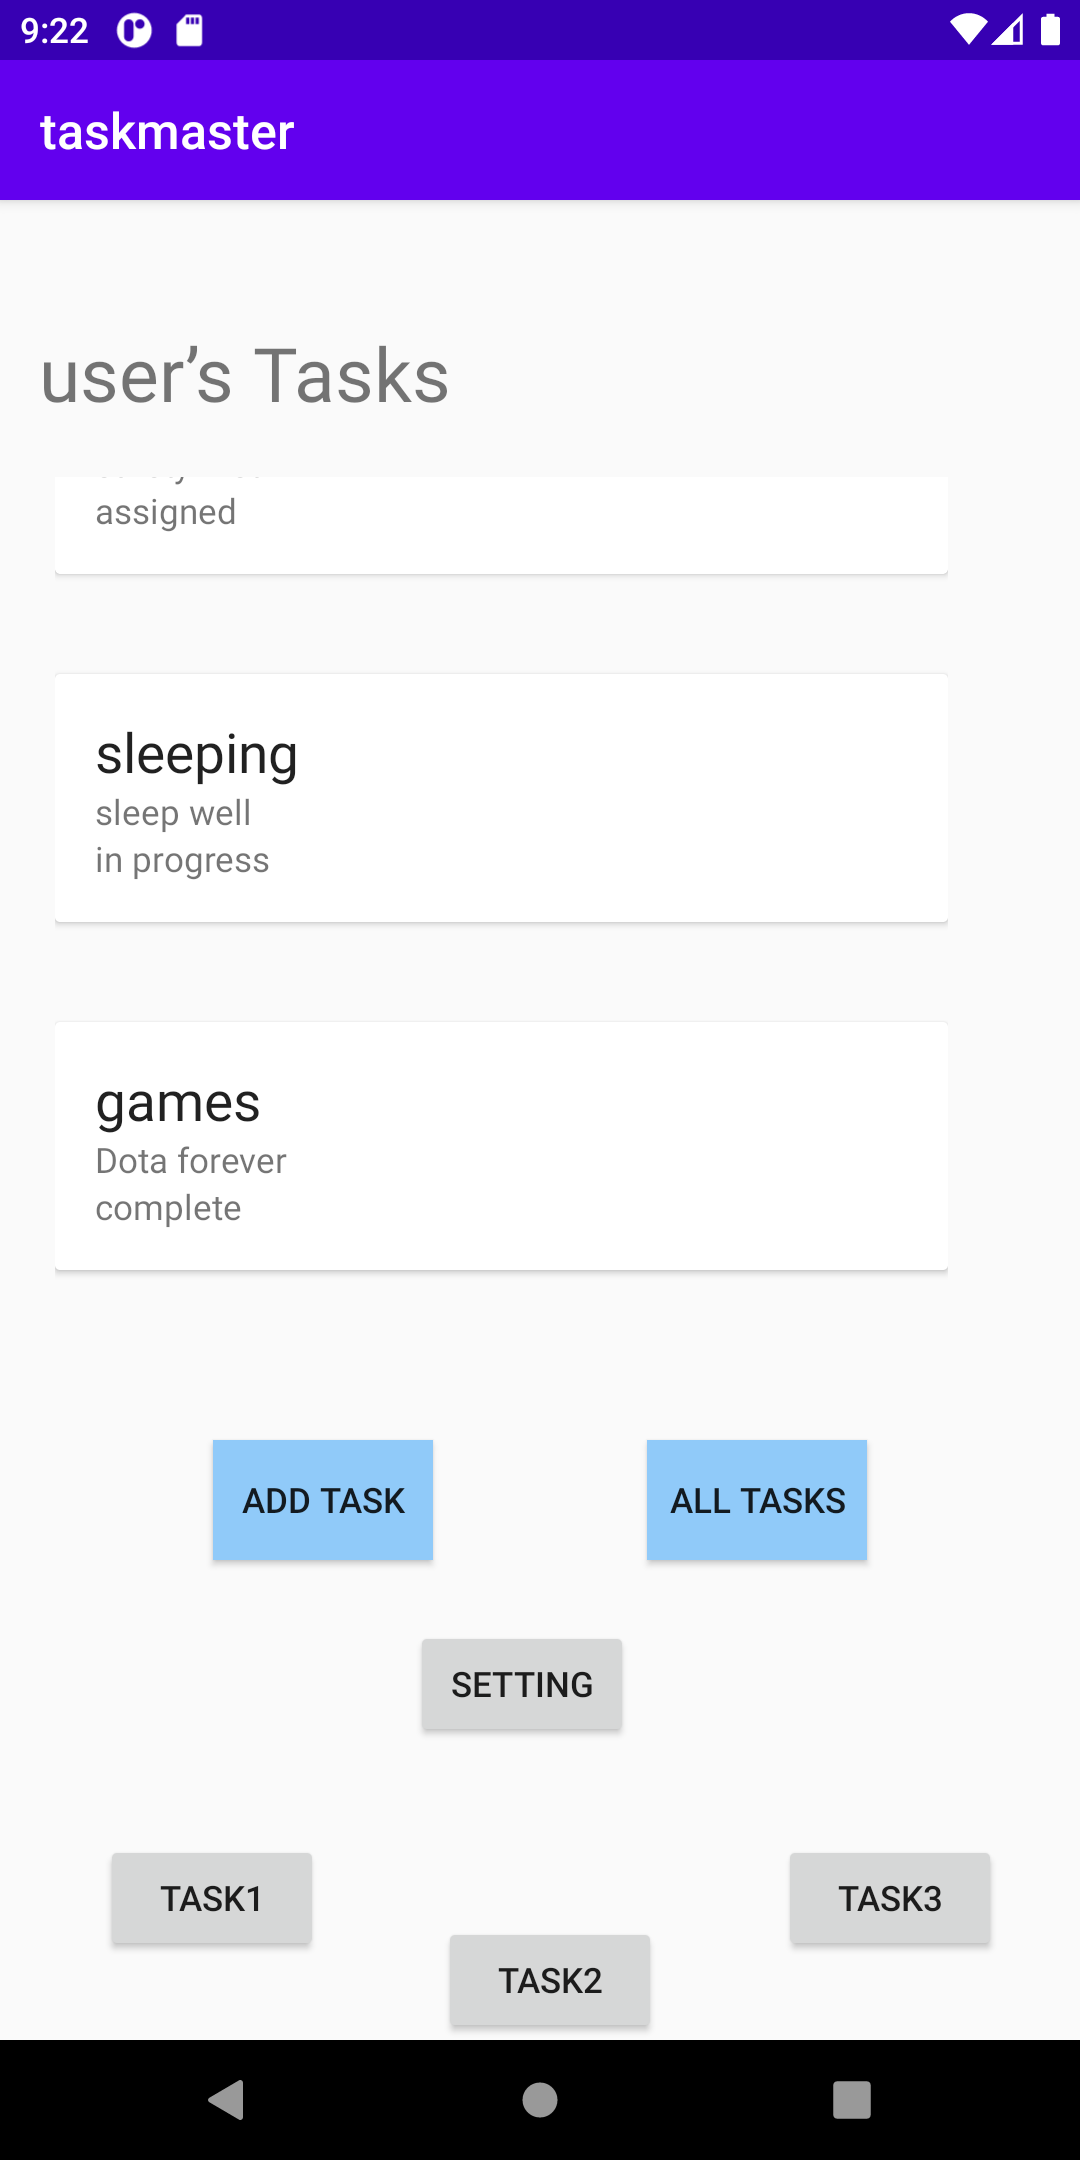 9:22
taskmaster
user’s Tasks
assigned
sleeping
sleep well
in progress
games
Dota forever
complete
ADD TASK
ALL TASKS
SETTING
TASK1
TASK3
TASK2